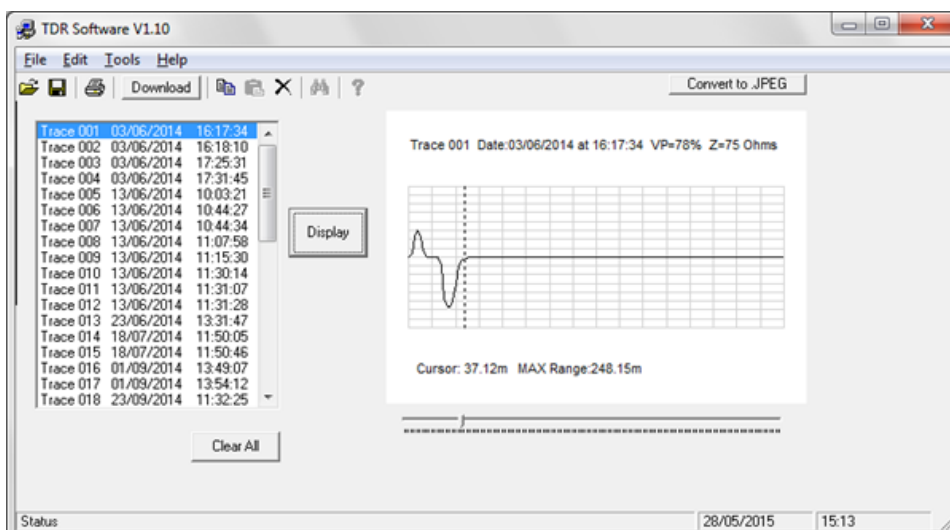 TDR Software V1.10
File Edit Tools Help
Download
Convert to .JPEG
Trace 001 03/06/2014 16:17:34
Trace 002 03/06/2014 16:18:10
Trace 003 03/06/2014 17:25:31
Trace 004 03/06/2014 17:31:45
Trace 005 13/06/2014 10:03:21
Trace 006 13/06/2014 10:44:27
Trace 007 13/06/2014 10:44:34
Trace 008 13/06/2014 11:07:58
Trace 009 13/06/2014 11:15:30
Trace 010 13/06/2014 11:30:14
Trace 011 13/06/2014 11:31:07
Trace 012 13/06/2014 11:31:28
Trace 013 23/06/2014 13:31:47
Trace 014 18/07/2014 11:50:05
Trace 015 18/07/2014 11:50:46
Trace 016 01/09/2014 13:49:07
Trace 017 01/09/2014 13:54:12
Trace 018 23/09/2014 11:32:25
Display
Clear All
Trace 001 Date:03/06/2014 at 16:17:34 VP=78% Z=75 Ohms
Cursor: 37.12m MAX Range:248.15m
Status 28/05/2015 15:13